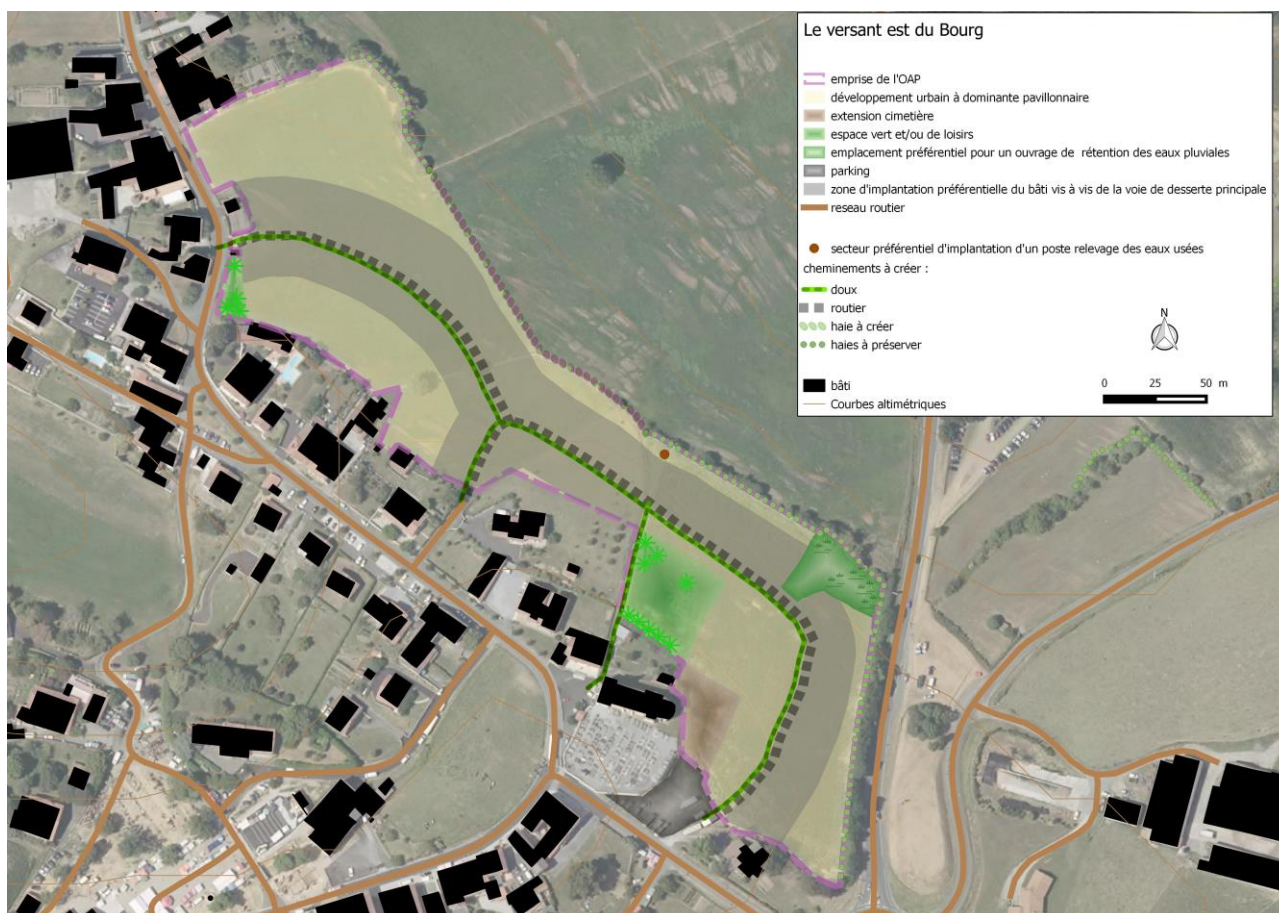 Le versant est du Bourg
emprise de l'OAP
développement urbain à dominante pavillonnaire
extension cimetière
espace vert et/ou de loisirs
emplacement préférentiel pour un ouvrage de rétention des eaux pluviales
parking
zone d'implantation préférentielle du bâti vis à vis de la voie de desserte principale
reseau routier
secteur préférentiel d'implantation d'un poste relevage des eaux usées
cheminements à créer :
doux
routier
haie à créer
haies à préserver
bâti
Courbes altimétriques
N
0 25 50 m